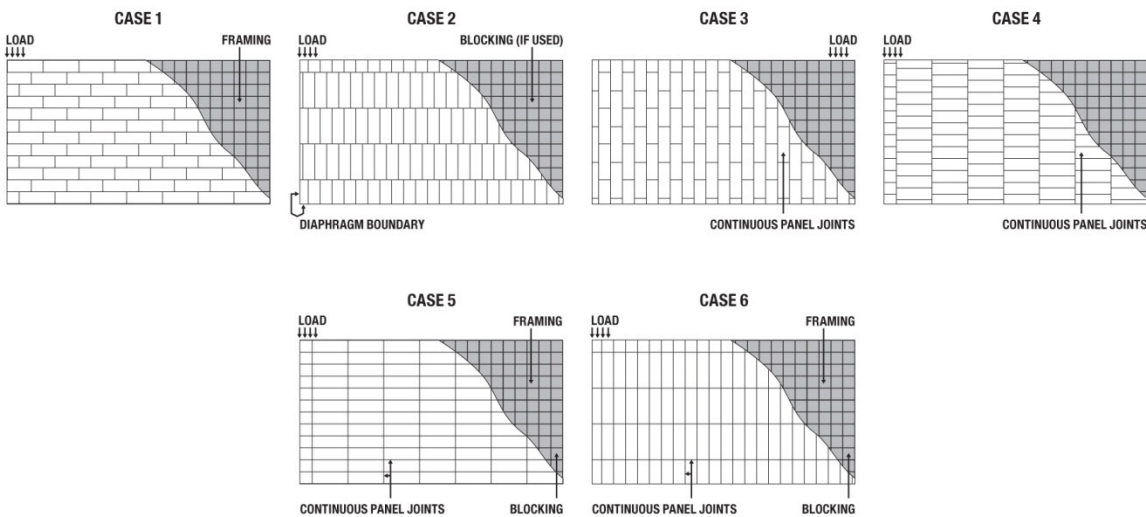 CASE 1
LOAD
FRAMING
CASE 2
LOAD
BLOCKING (IF USED)
DIAPHRAGM BOUNDARY
CASE 3
LOAD
CONTINUOUS PANEL JOINTS
CASE 4
LOAD
CONTINUOUS PANEL JOINTS
CASE 5
LOAD
FRAMING
CONTINUOUS PANEL JOINTS
BLOCKING
CASE 6
LOAD
FRAMING
CONTINUOUS PANEL JOINTS
BLOCKING